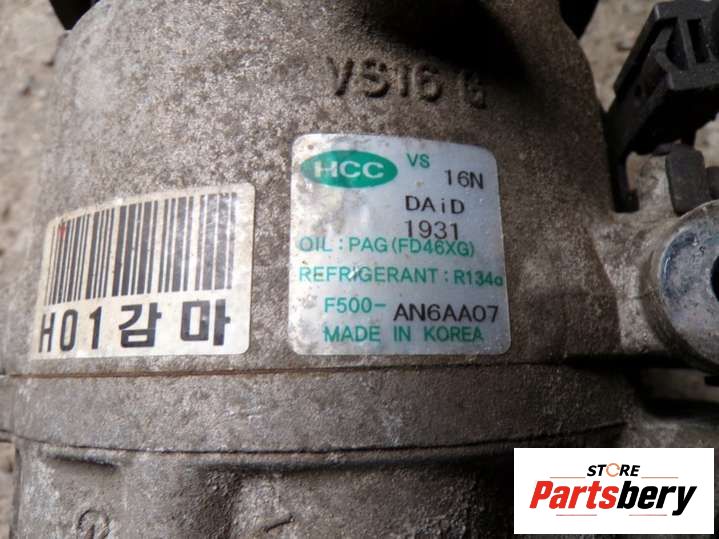 VS16 G
HCC VS 16N
DAiD
1931
OIL : PAG (FD46XG)
REFRIGERANT : R134a
F500-AN6AA07
MADE IN KOREA
H01감마
STORE
Partsbery